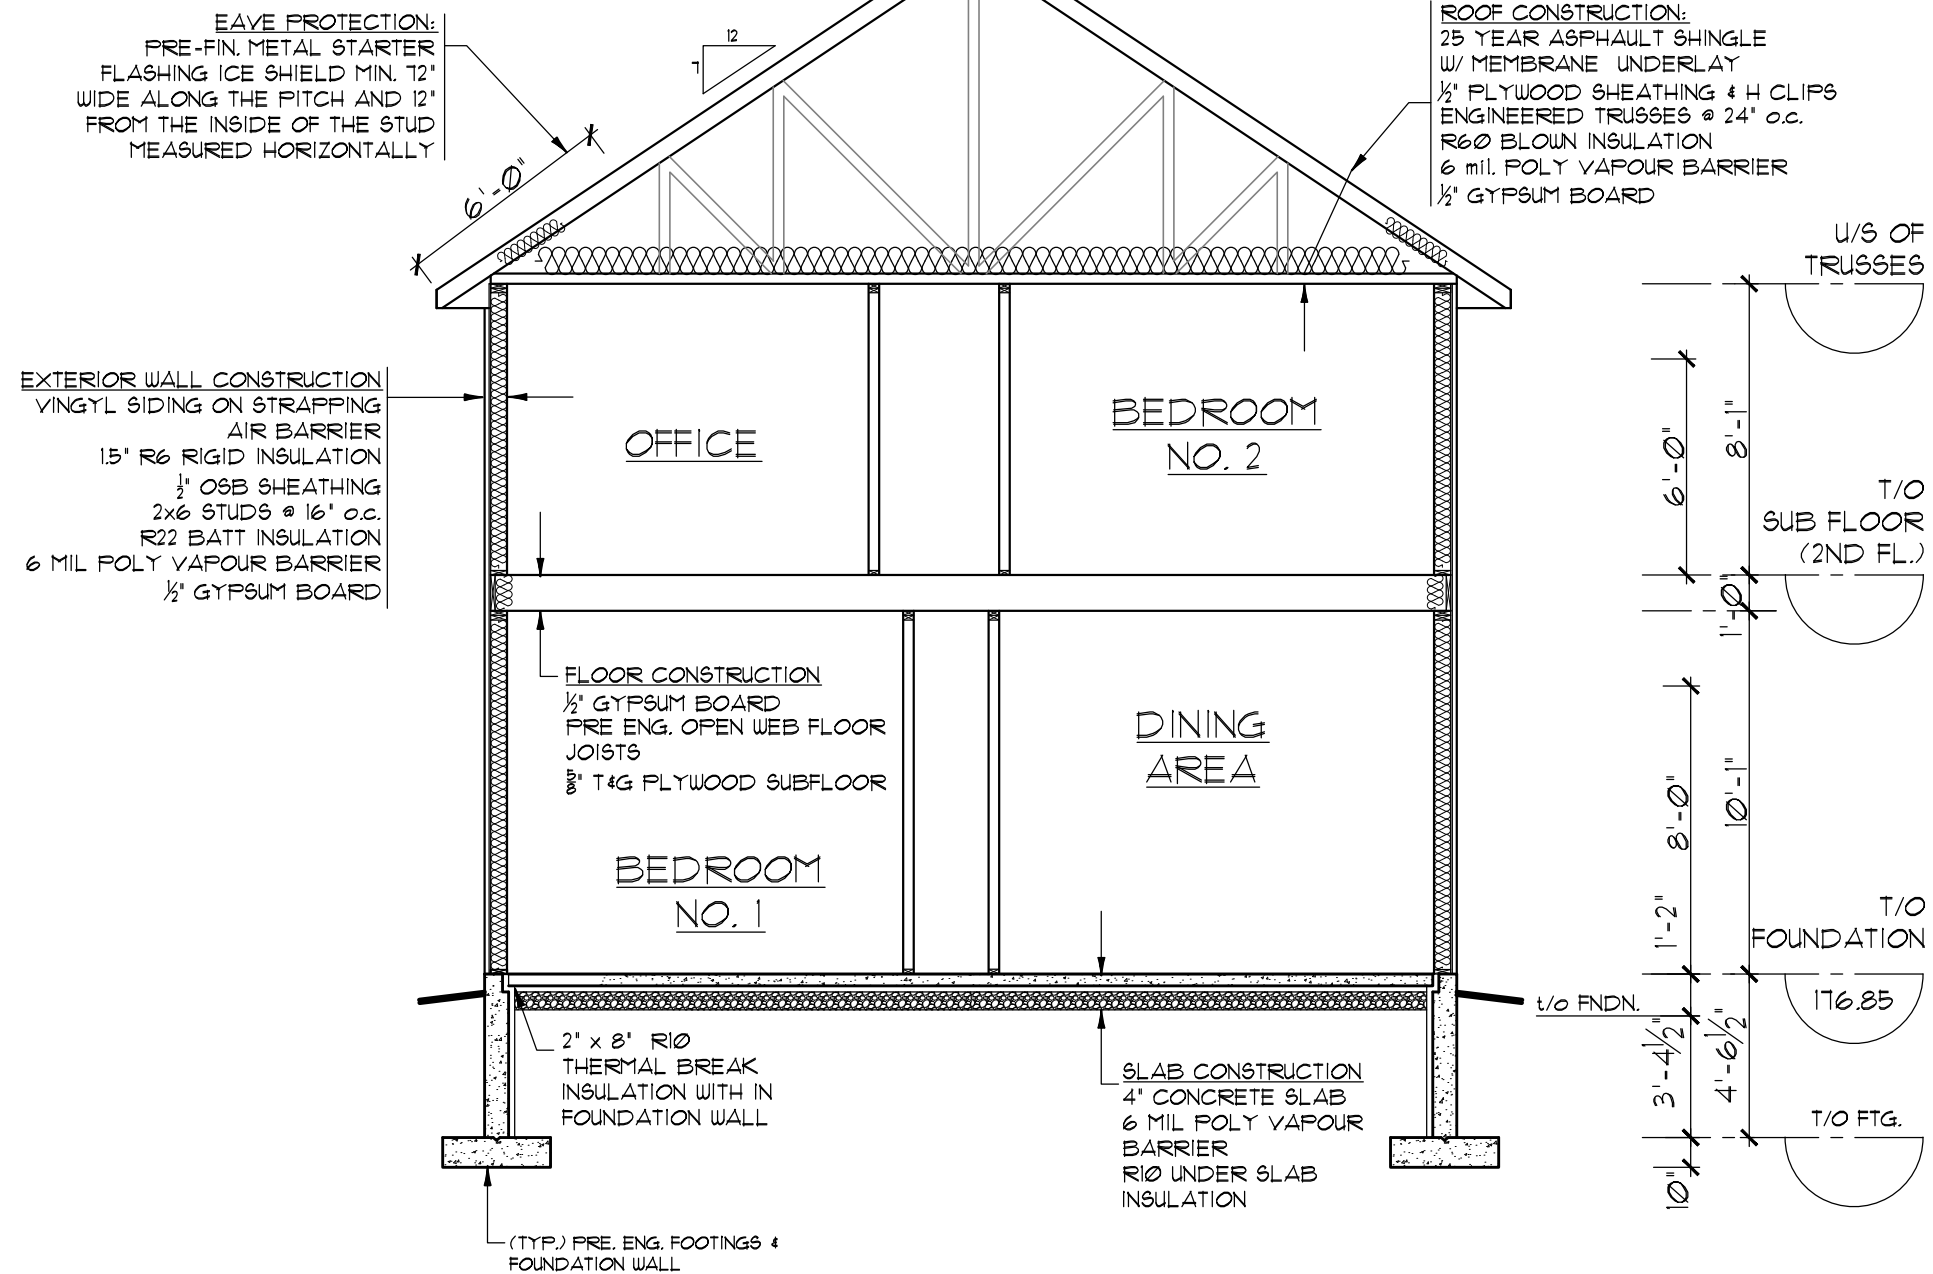 EAVE PROTECTION:
PRE-FIN. METAL STARTER
FLASHING ICE SHIELD MIN. 72"
WIDE ALONG THE PITCH AND 12"
FROM THE INSIDE OF THE STUD
MEASURED HORIZONTALLY
6'-0"
12
7
ROOF CONSTRUCTION:
25 YEAR ASPHAULT SHINGLE
W/ MEMBRANE UNDERLAY
½" PLYWOOD SHEATHING & H CLIPS
ENGINEERED TRUSSES @ 24" o.c.
R60 BLOWN INSULATION
6 mil. POLY VAPOUR BARRIER
½" GYPSUM BOARD
U/S OF
TRUSSES
EXTERIOR WALL CONSTRUCTION
VINGYL SIDING ON STRAPPING
AIR BARRIER
1.5" R6 RIGID INSULATION
½" OSB SHEATHING
2x6 STUDS @ 16" o.c.
R22 BATT INSULATION
6 MIL POLY VAPOUR BARRIER
½" GYPSUM BOARD
OFFICE
BEDROOM
NO. 2
6'-0"
8'-1"
T/O
SUB FLOOR
(2ND FL.)
1'-0"
FLOOR CONSTRUCTION
½" GYPSUM BOARD
PRE ENG. OPEN WEB FLOOR
JOISTS
⅝" T&G PLYWOOD SUBFLOOR
DINING
AREA
BEDROOM
NO. 1
8'-0"
10'-1"
1'-2"
T/O
FOUNDATION
176.85
t/o FNDN.
3'-4½"
4'-6½"
2" x 8" R10
THERMAL BREAK
INSULATION WITH IN
FOUNDATION WALL
SLAB CONSTRUCTION
4" CONCRETE SLAB
6 MIL POLY VAPOUR
BARRIER
R10 UNDER SLAB
INSULATION
T/O FTG.
10"
(TYP.) PRE. ENG. FOOTINGS &
FOUNDATION WALL